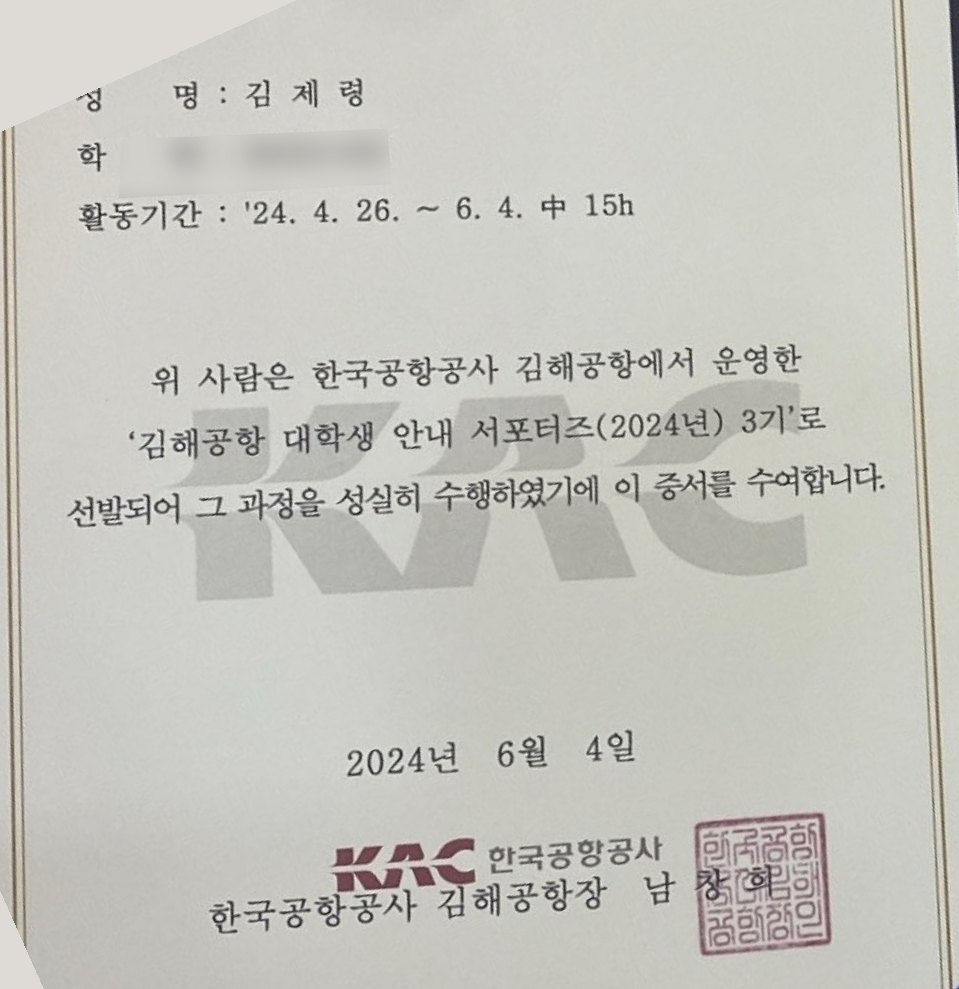 성 명 : 김 제 령
학
활동기간 : '24. 4. 26. ~ 6. 4. 中 15h
위 사람은 한국공항공사 김해공항에서 운영한
‘김해공항 대학생 안내 서포터즈(2024년) 3기’로
선발되어 그 과정을 성실히 수행하였기에 이 증서를 수여합니다.
KAC
2024년 6월 4일
KAC 한국공항공사
한국공항공사 김해공항장 남 창 희